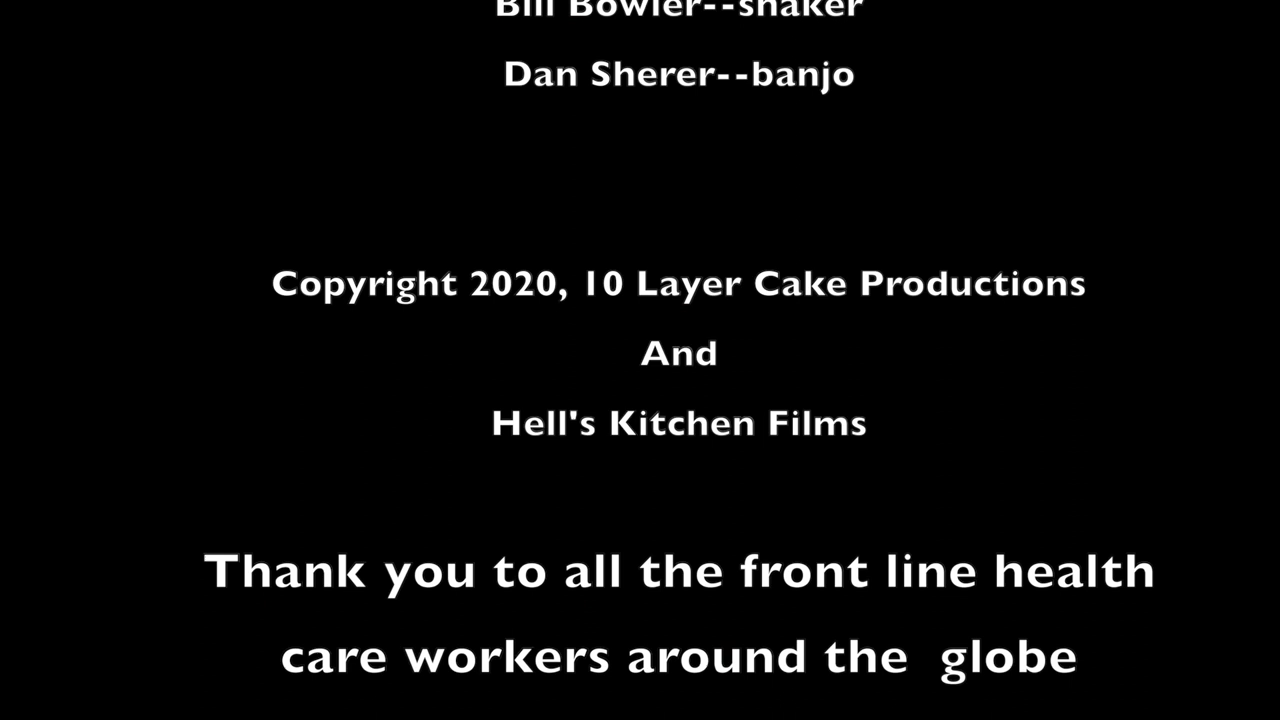 Bill Bowler--shaker
Dan Sherer--banjo
Copyright 2020, 10 Layer Cake Productions
And
Hell's Kitchen Films
Thank you to all the front line health
care workers around the  globe